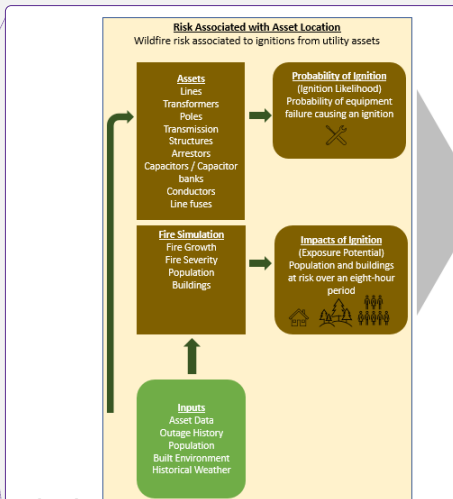 Risk Associated with Asset Location
Wildfire risk associated to ignitions from utility assets
Assets
Lines
Transformers
Poles
Transmission
Structures
Arrestors
Capacitors / Capacitor
banks
Conductors
Line fuses
Probability of Ignition
(Ignition Likelihood)
Probability of equipment
failure causing an ignition
Fire Simulation
Fire Growth
Fire Severity
Population
Buildings
Impacts of Ignition
(Exposure Potential)
Population and buildings
at risk over an eight-hour
period
Inputs
Asset Data
Outage History
Population
Built Environment
Historical Weather